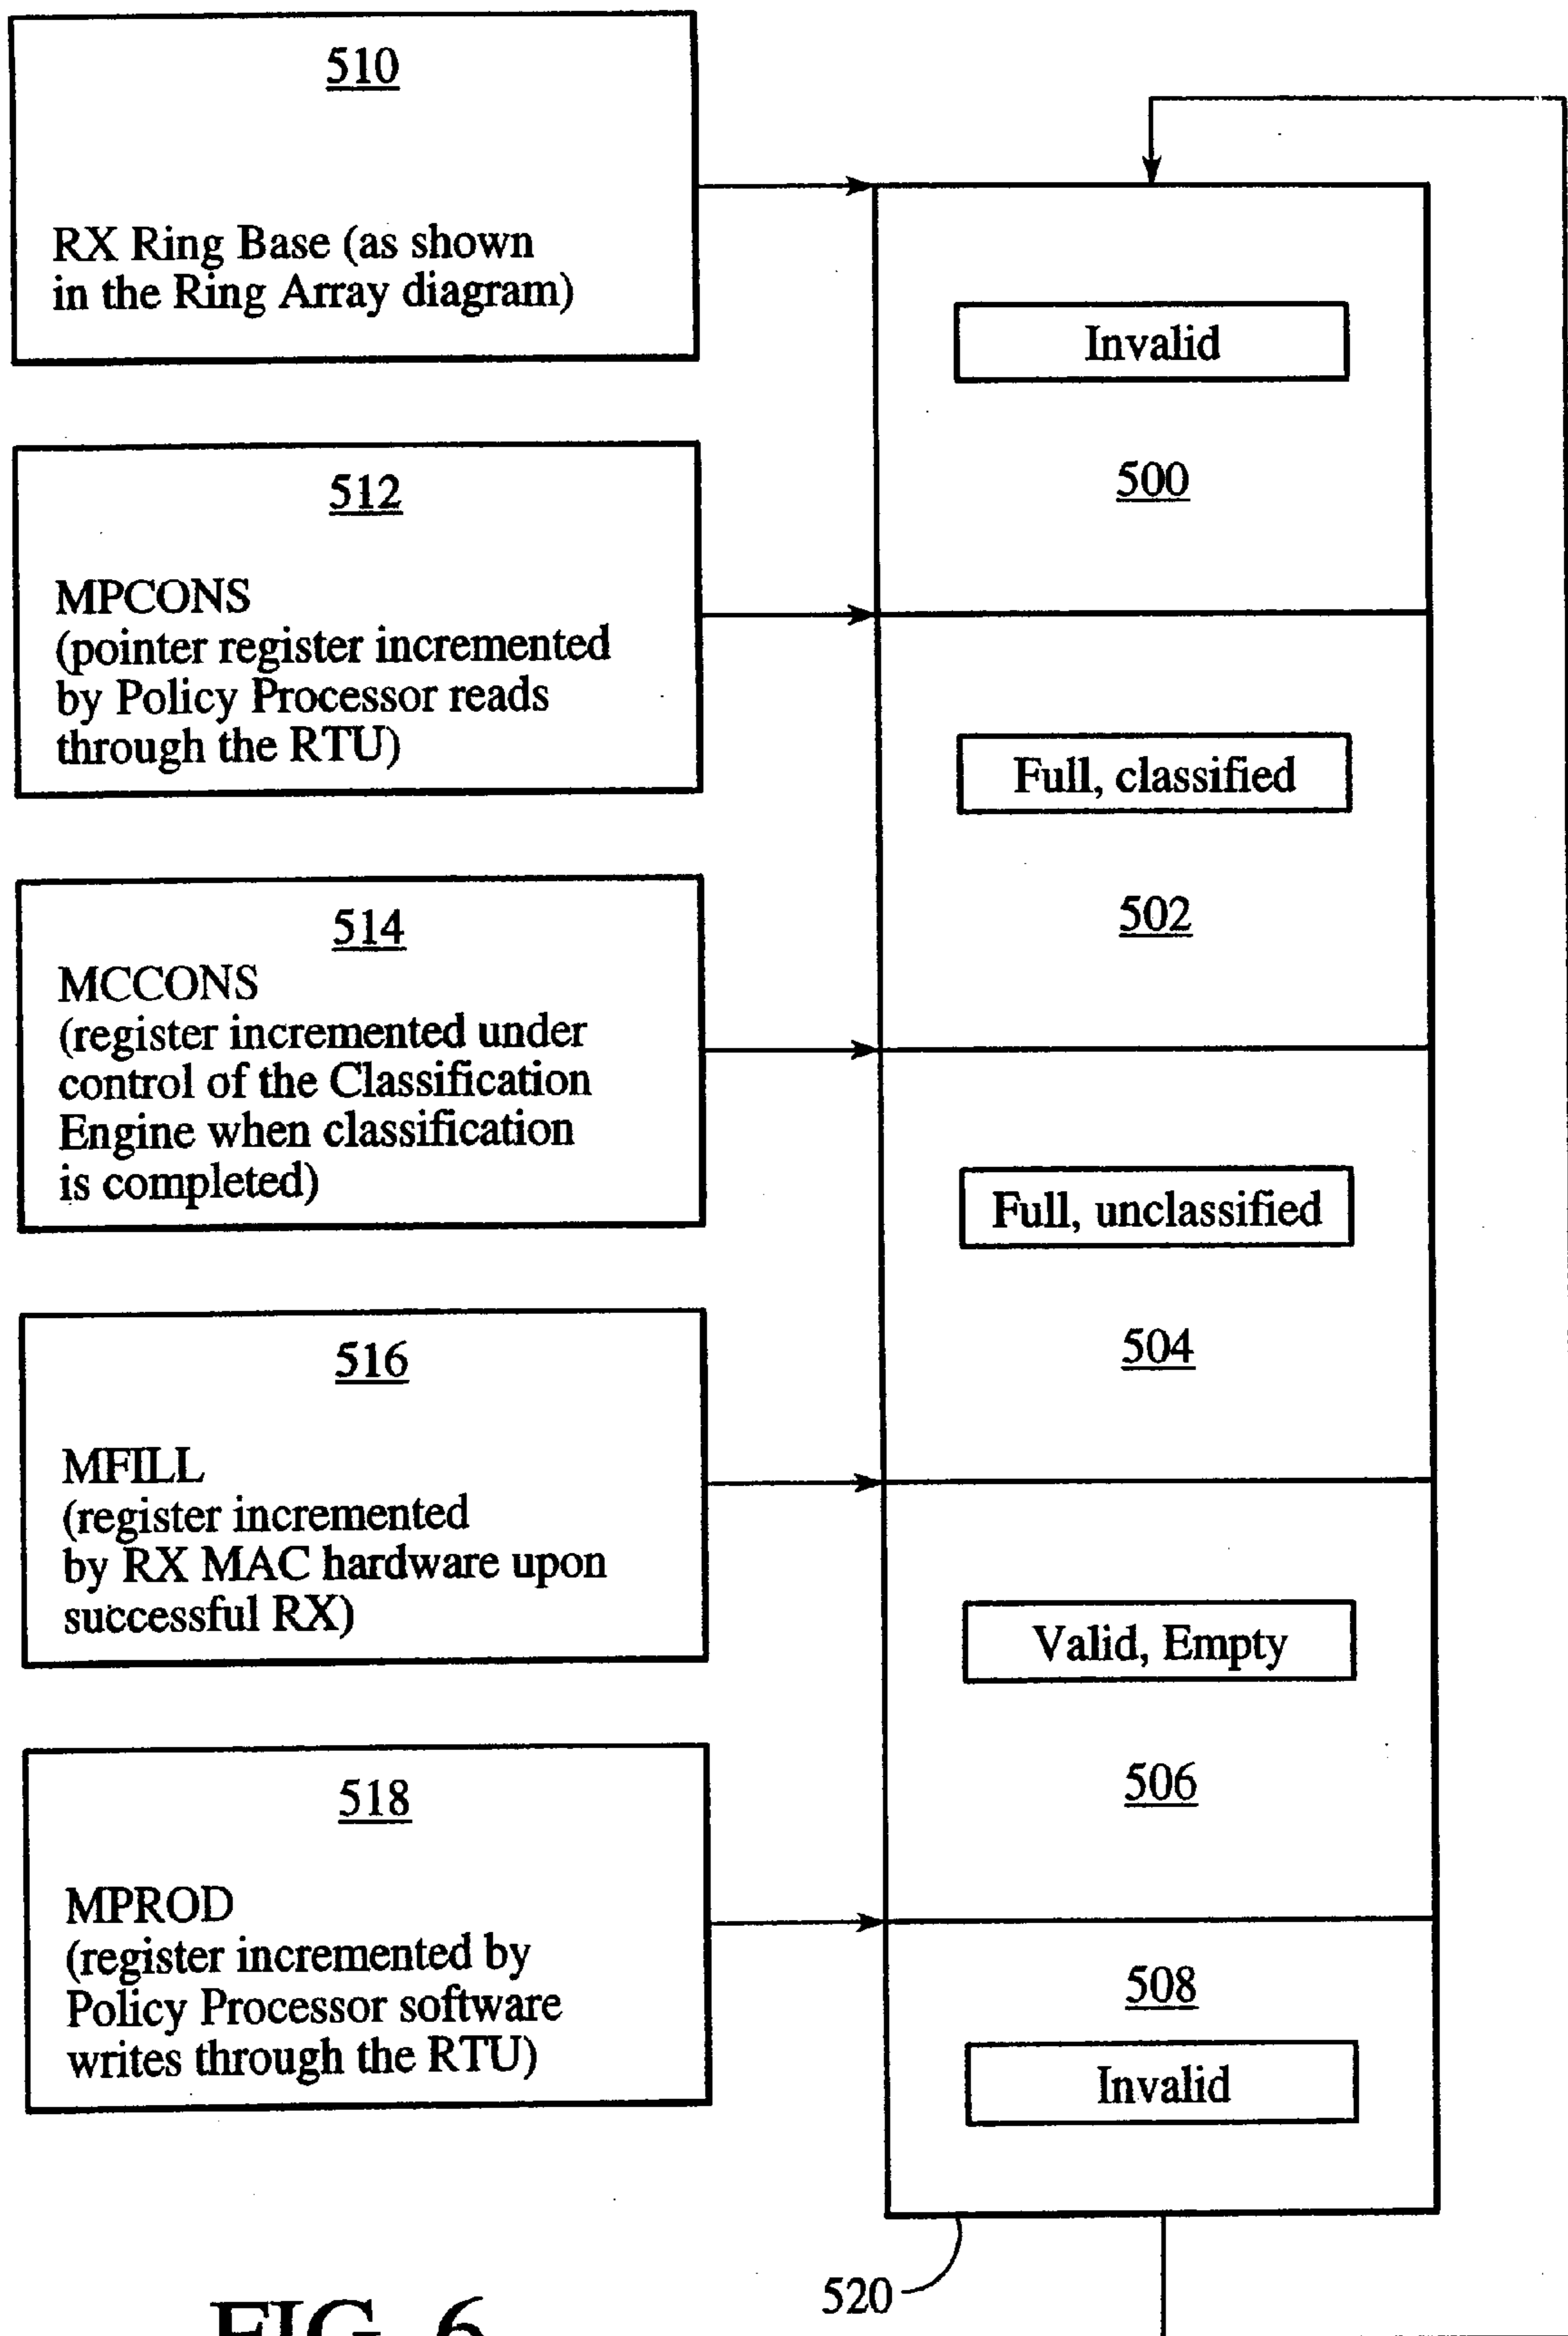 510
RX Ring Base (as shown
in the Ring Array diagram)
Invalid
500
512
MPCONS
(pointer register incremented
by Policy Processor reads
through the RTU)
Full, classified
502
514
MCCONS
(register incremented under
control of the Classification
Engine when classification
is completed)
Full, unclassified
504
516
MFILL
(register incremented
by RX MAC hardware upon
successful RX)
Valid, Empty
506
518
MPROD
(register incremented by
Policy Processor software
writes through the RTU)
508
Invalid
520
FIG. 6